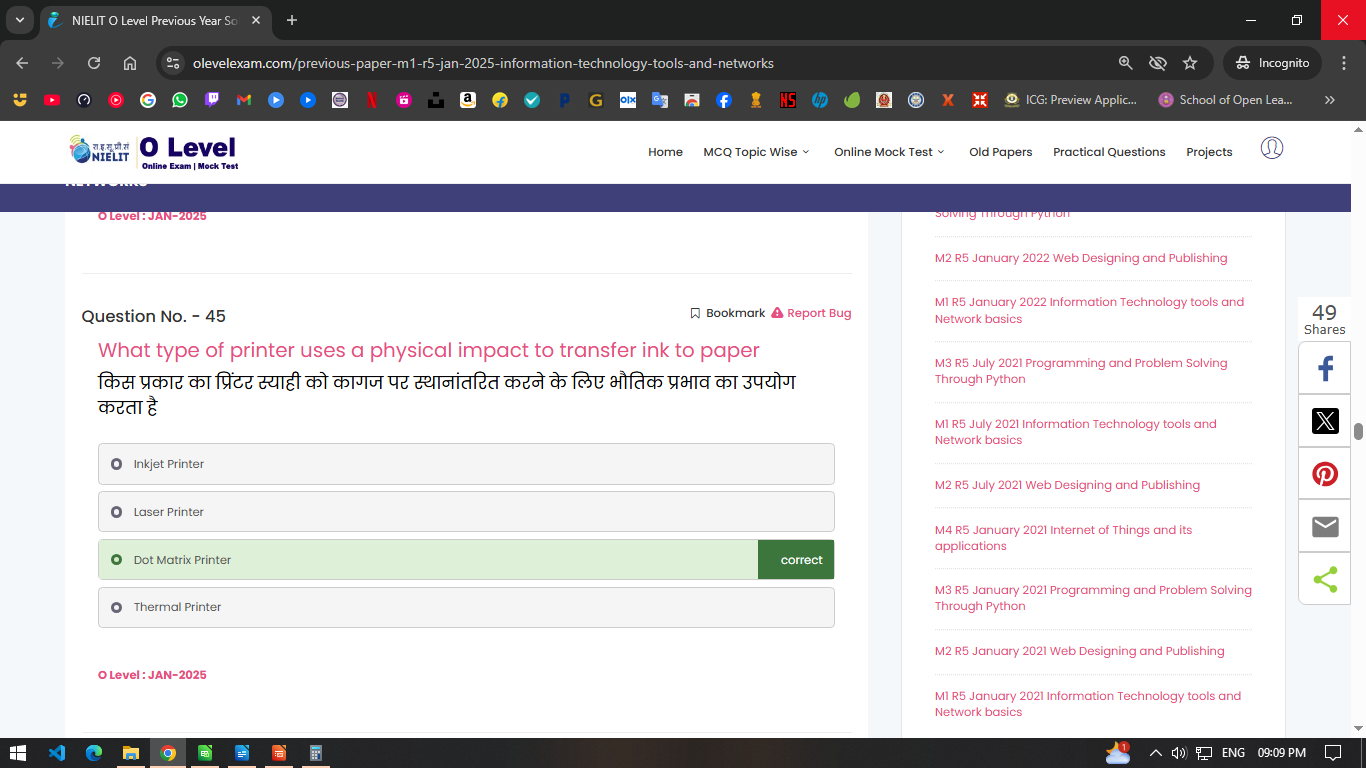 NIELIT O Level Previous Year So
olevelexam.com/previous-paper-m1-r5-jan-2025-information-technology-tools-and-networks
Incognito
ICG: Preview Applic...
School of Open Lea...
रा.इ.सू.प्रौ.सं
NIELIT
O Level
Online Exam | Mock Test
Home
MCQ Topic Wise
Online Mock Test
Old Papers
Practical Questions
Projects
NETWORKS
O Level : JAN-2025
Question No. - 45
Bookmark
Report Bug
What type of printer uses a physical impact to transfer ink to paper
किस प्रकार का प्रिंटर स्याही को कागज पर स्थानांतरित करने के लिए भौतिक प्रभाव का उपयोग
करता है
Inkjet Printer
Laser Printer
Dot Matrix Printer
correct
Thermal Printer
O Level : JAN-2025
Solving Through Python
M2 R5 January 2022 Web Designing and Publishing
M1 R5 January 2022 Information Technology tools and
Network basics
M3 R5 July 2021 Programming and Problem Solving
Through Python
M1 R5 July 2021 Information Technology tools and
Network basics
M2 R5 July 2021 Web Designing and Publishing
M4 R5 January 2021 Internet of Things and its
applications
M3 R5 January 2021 Programming and Problem Solving
Through Python
M2 R5 January 2021 Web Designing and Publishing
M1 R5 January 2021 Information Technology tools and
Network basics
49
Shares
1
ENG
09:09 PM